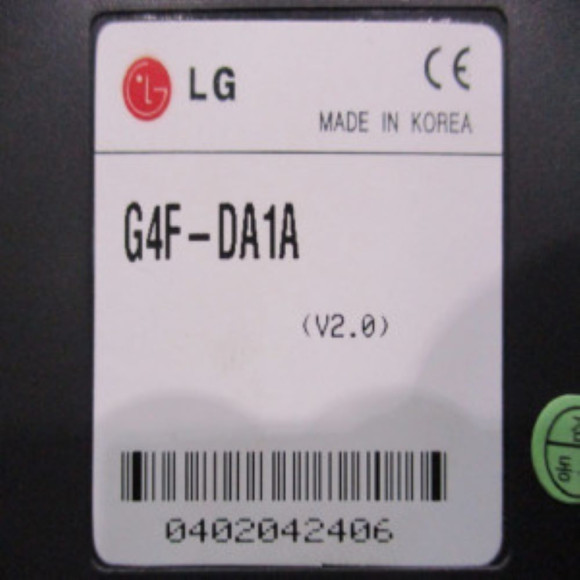 LG
CE
MADE IN KOREA
G4F-DA1A
(V2.0)
0402042406